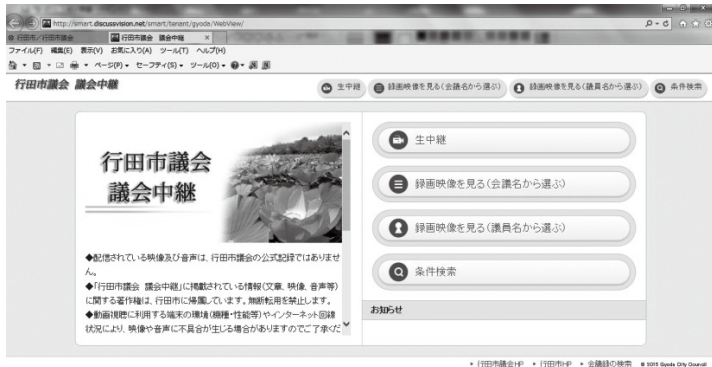 http://smart.discussvision.net/smart/tenant/gyoda/WebView/
行田市/行田市議会
行田市議会 議会中継
ファイル(F) 編集(E) 表示(V) お気に入り(A) ツール(T) ヘルプ(H)
ページ(P) セーフティ(S) ツール(O)
行田市議会 議会中継
生中継
録画映像を見る(会議名から選ぶ)
録画映像を見る(議員名から選ぶ)
条件検索
行田市議会
議会中継
◆配信されている映像及び音声は、行田市議会の公式記録ではありませ
ん。
◆「行田市議会 議会中継」に掲載されている情報(文章、映像、音声等)
に関する著作権は、行田市に帰属しています。無断転用を禁止します。
◆動画視聴に利用する端末の環境(機種・性能等)やインターネット回線
状況により、映像や音声に不具合が生じる場合がありますのでご了承くだ
生中継
録画映像を見る(会議名から選ぶ)
録画映像を見る(議員名から選ぶ)
条件検索
お知らせ
行田市議会HP 行田市HP 会議録の検索 © 2015 Gyoda City Council